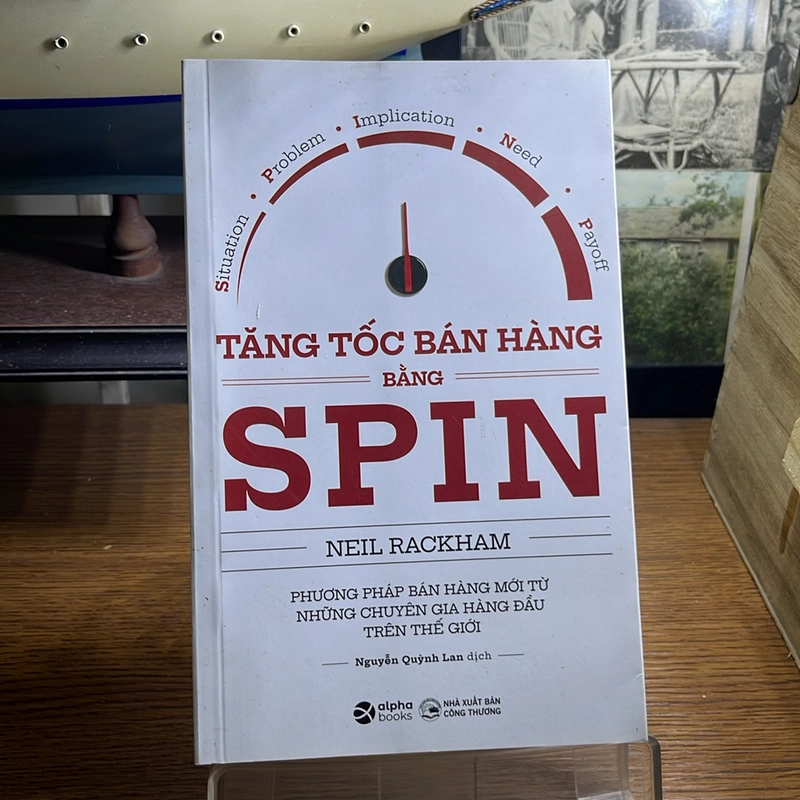 Situation • Problem • Implication • Need • Payoff
TĂNG TỐC BÁN HÀNG
BẰNG
SPIN
NEIL RACKHAM
PHƯƠNG PHÁP BÁN HÀNG MỚI TỪ
NHỮNG CHUYÊN GIA HÀNG ĐẦU
TRÊN THẾ GIỚI
Nguyễn Quỳnh Lan dịch
alpha
books
NHÀ XUẤT BẢN
CÔNG THƯƠNG